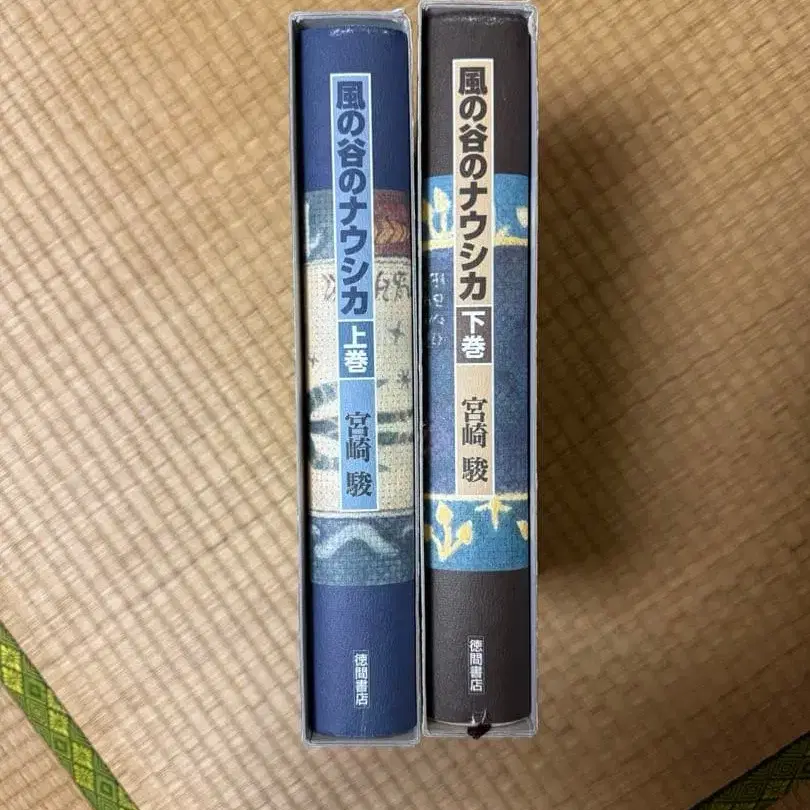 風の谷のナウシカ
上巻
宮崎 駿
徳間書店
風の谷のナウシカ
下巻
宮崎 駿
徳間書店